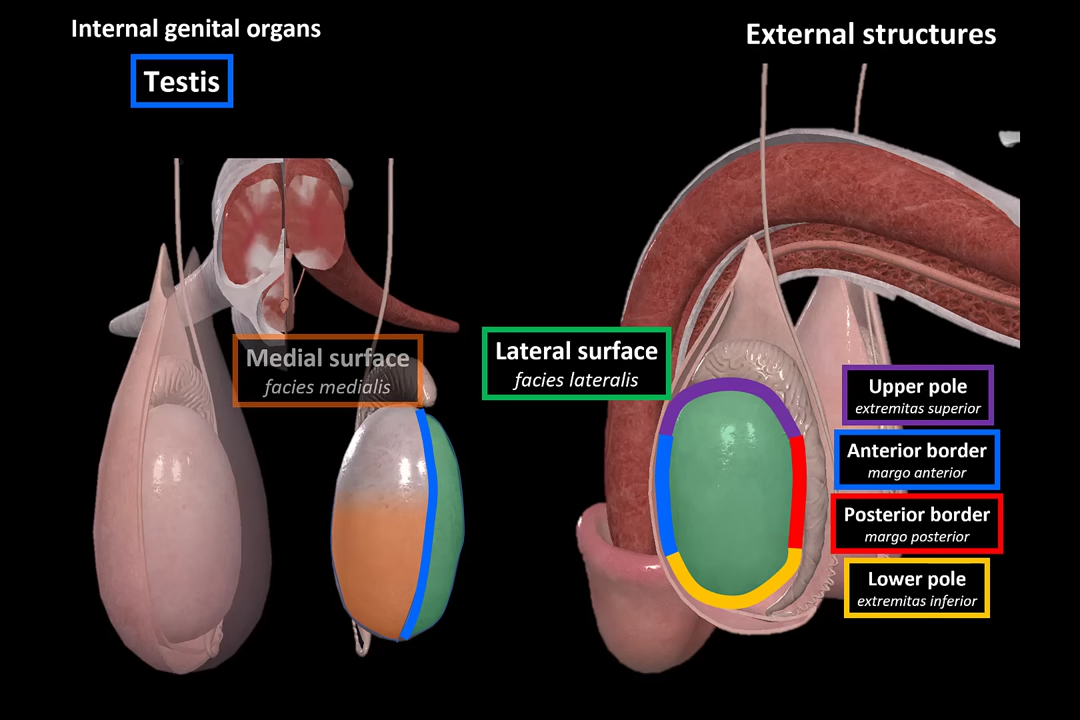 Internal genital organs
Testis
External structures
Medial surface
facies medialis
Lateral surface
facies lateralis
Upper pole
extremitas superior
Anterior border
margo anterior
Posterior border
margo posterior
Lower pole
extremitas inferior